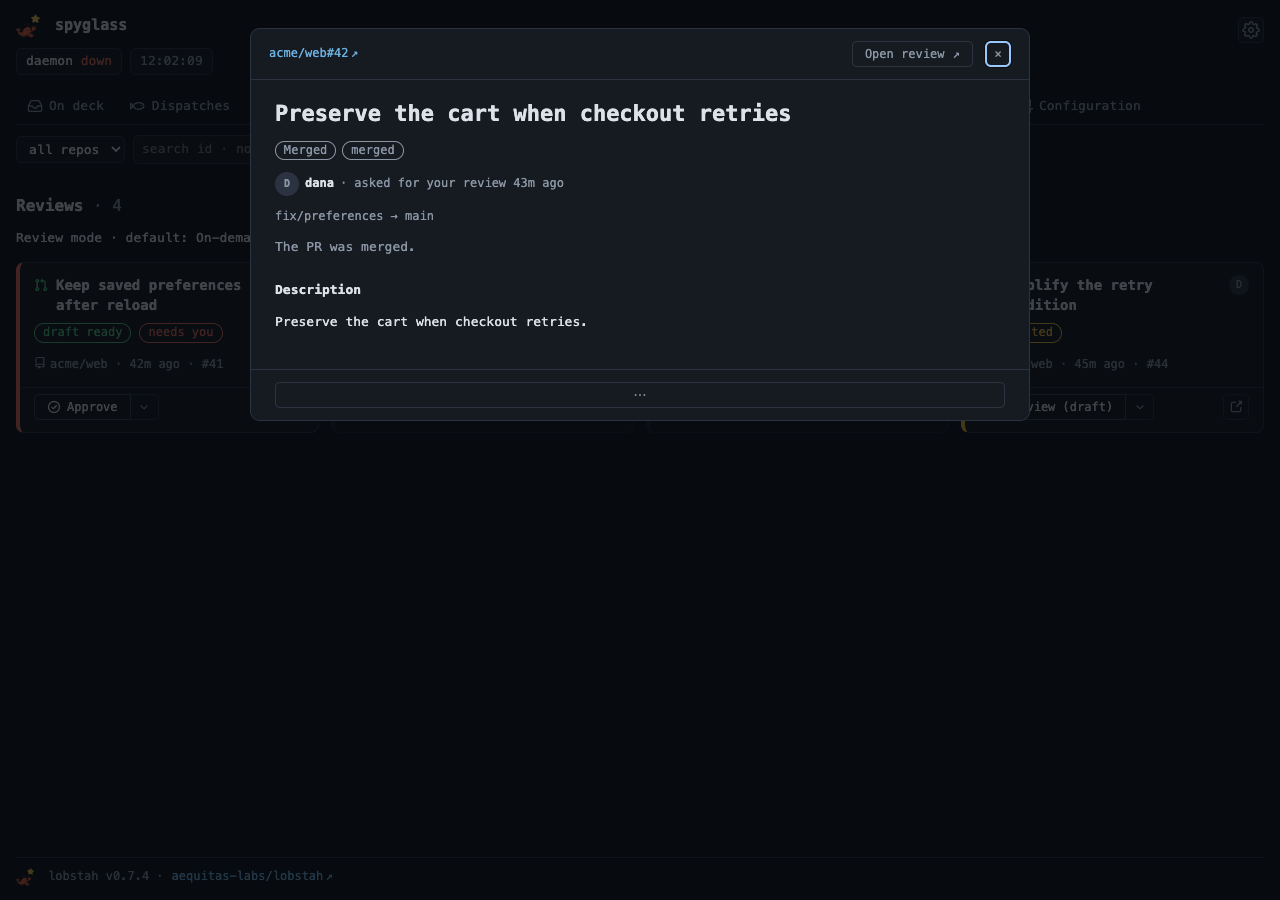 spyglass
daemon down
12:02:09
On deck
Dispatches
Configuration
all repos
search id · no
Reviews · 4
Review mode · default: On-dema
Keep saved preferences
after reload
draft ready
needs you
acme/web · 42m ago · #41
Approve
acme/web#42↗
Open review ↗
×
Preserve the cart when checkout retries
Merged
merged
D
dana · asked for your review 43m ago
fix/preferences → main
The PR was merged.
Description
Preserve the cart when checkout retries.
⋯
plify the retry
dition
D
ted
web · 45m ago · #44
view (draft)
lobstah v0.7.4 · aequitas-labs/lobstah↗